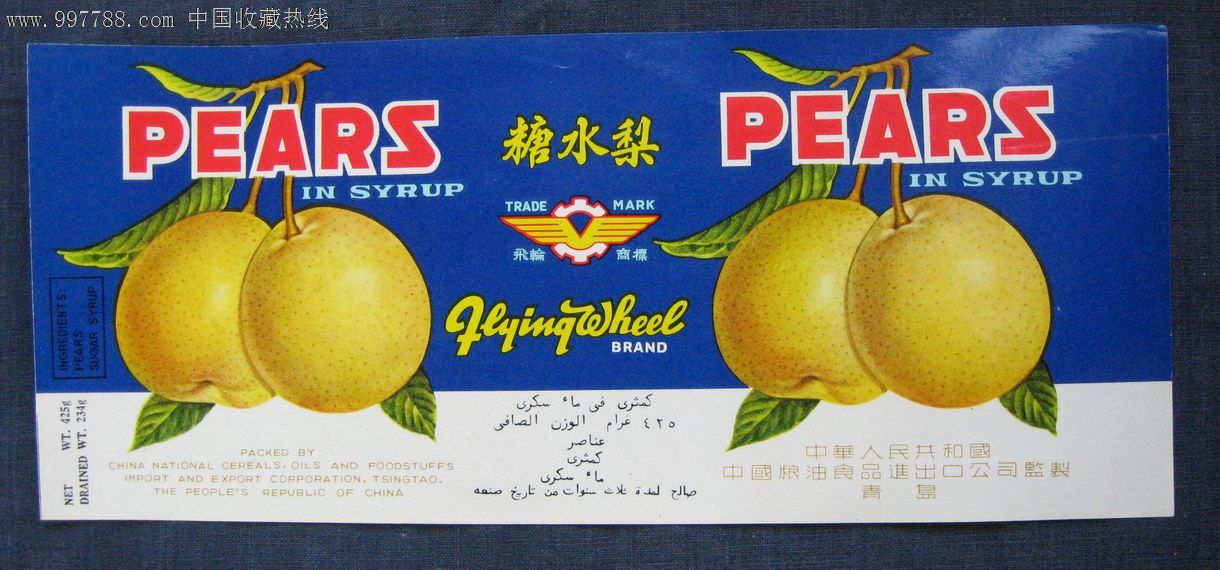 www.997788.com 中国收藏热线
PEARS
IN SYRUP
糖水梨
TRADE MARK
飛輪 商標
Flying Wheel
BRAND
PEARS
IN SYRUP
INGREDIENTS:
PEARS
SUGAR SYRUP
NET WT. 425g
DRAINED WT. 234g
PACKED BY
CHINA NATIONAL CEREALS, OILS AND FOODSTUFFS
IMPORT AND EXPORT CORPORATION, TSINGTAO,
THE PEOPLE'S REPUBLIC OF CHINA
كمثرى فى ماء سكرى
٤٢٥ غرام الوزن الصافى
عناصر
كمثرى
ماء سكرى
صالح لمدة ثلاث سنوات من تاريخ صنعه
中華人民共和國
中國粮油食品進出口公司監製
青島